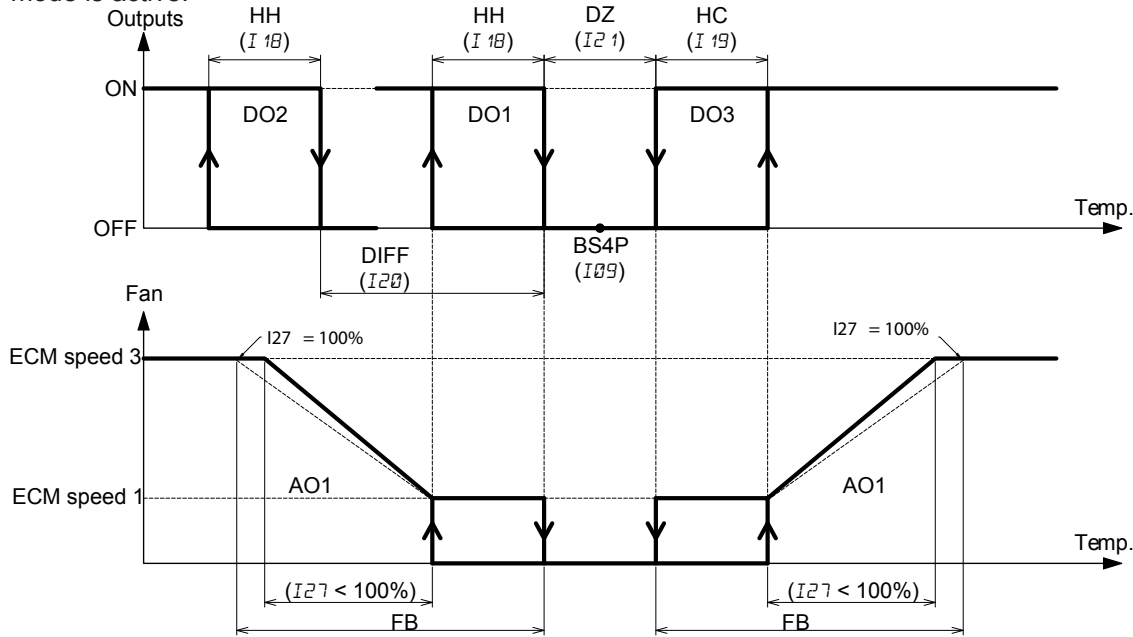 mode is active.
Outputs
HH
(I18)
HH
(I18)
DZ
(I21)
HC
(I19)
ON
DO2
DO1
DO3
OFF
Temp.
DIFF
(I20)
BS4P
(I09)
Fan
I27 = 100%
I27 = 100%
ECM speed 3
ECM speed 1
AO1
AO1
Temp.
(I27 < 100%)
(I27 < 100%)
FB
FB